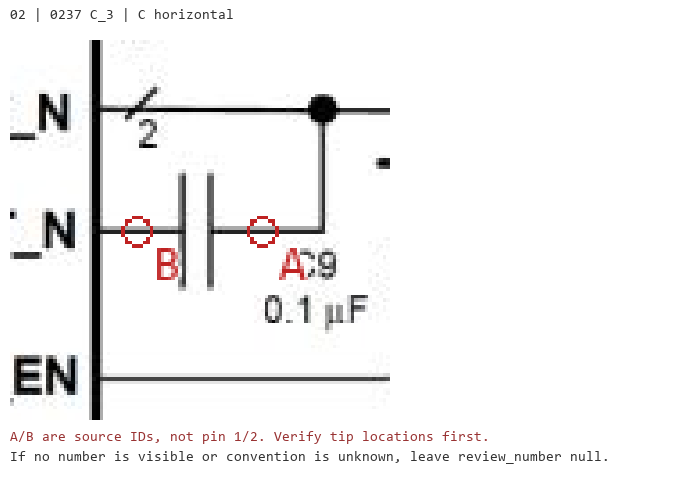 02 | 0237 C_3 | C horizontal
_N
2
_N
B
A
C9
0.1 µF
EN
A/B are source IDs, not pin 1/2. Verify tip locations first.
If no number is visible or convention is unknown, leave review_number null.